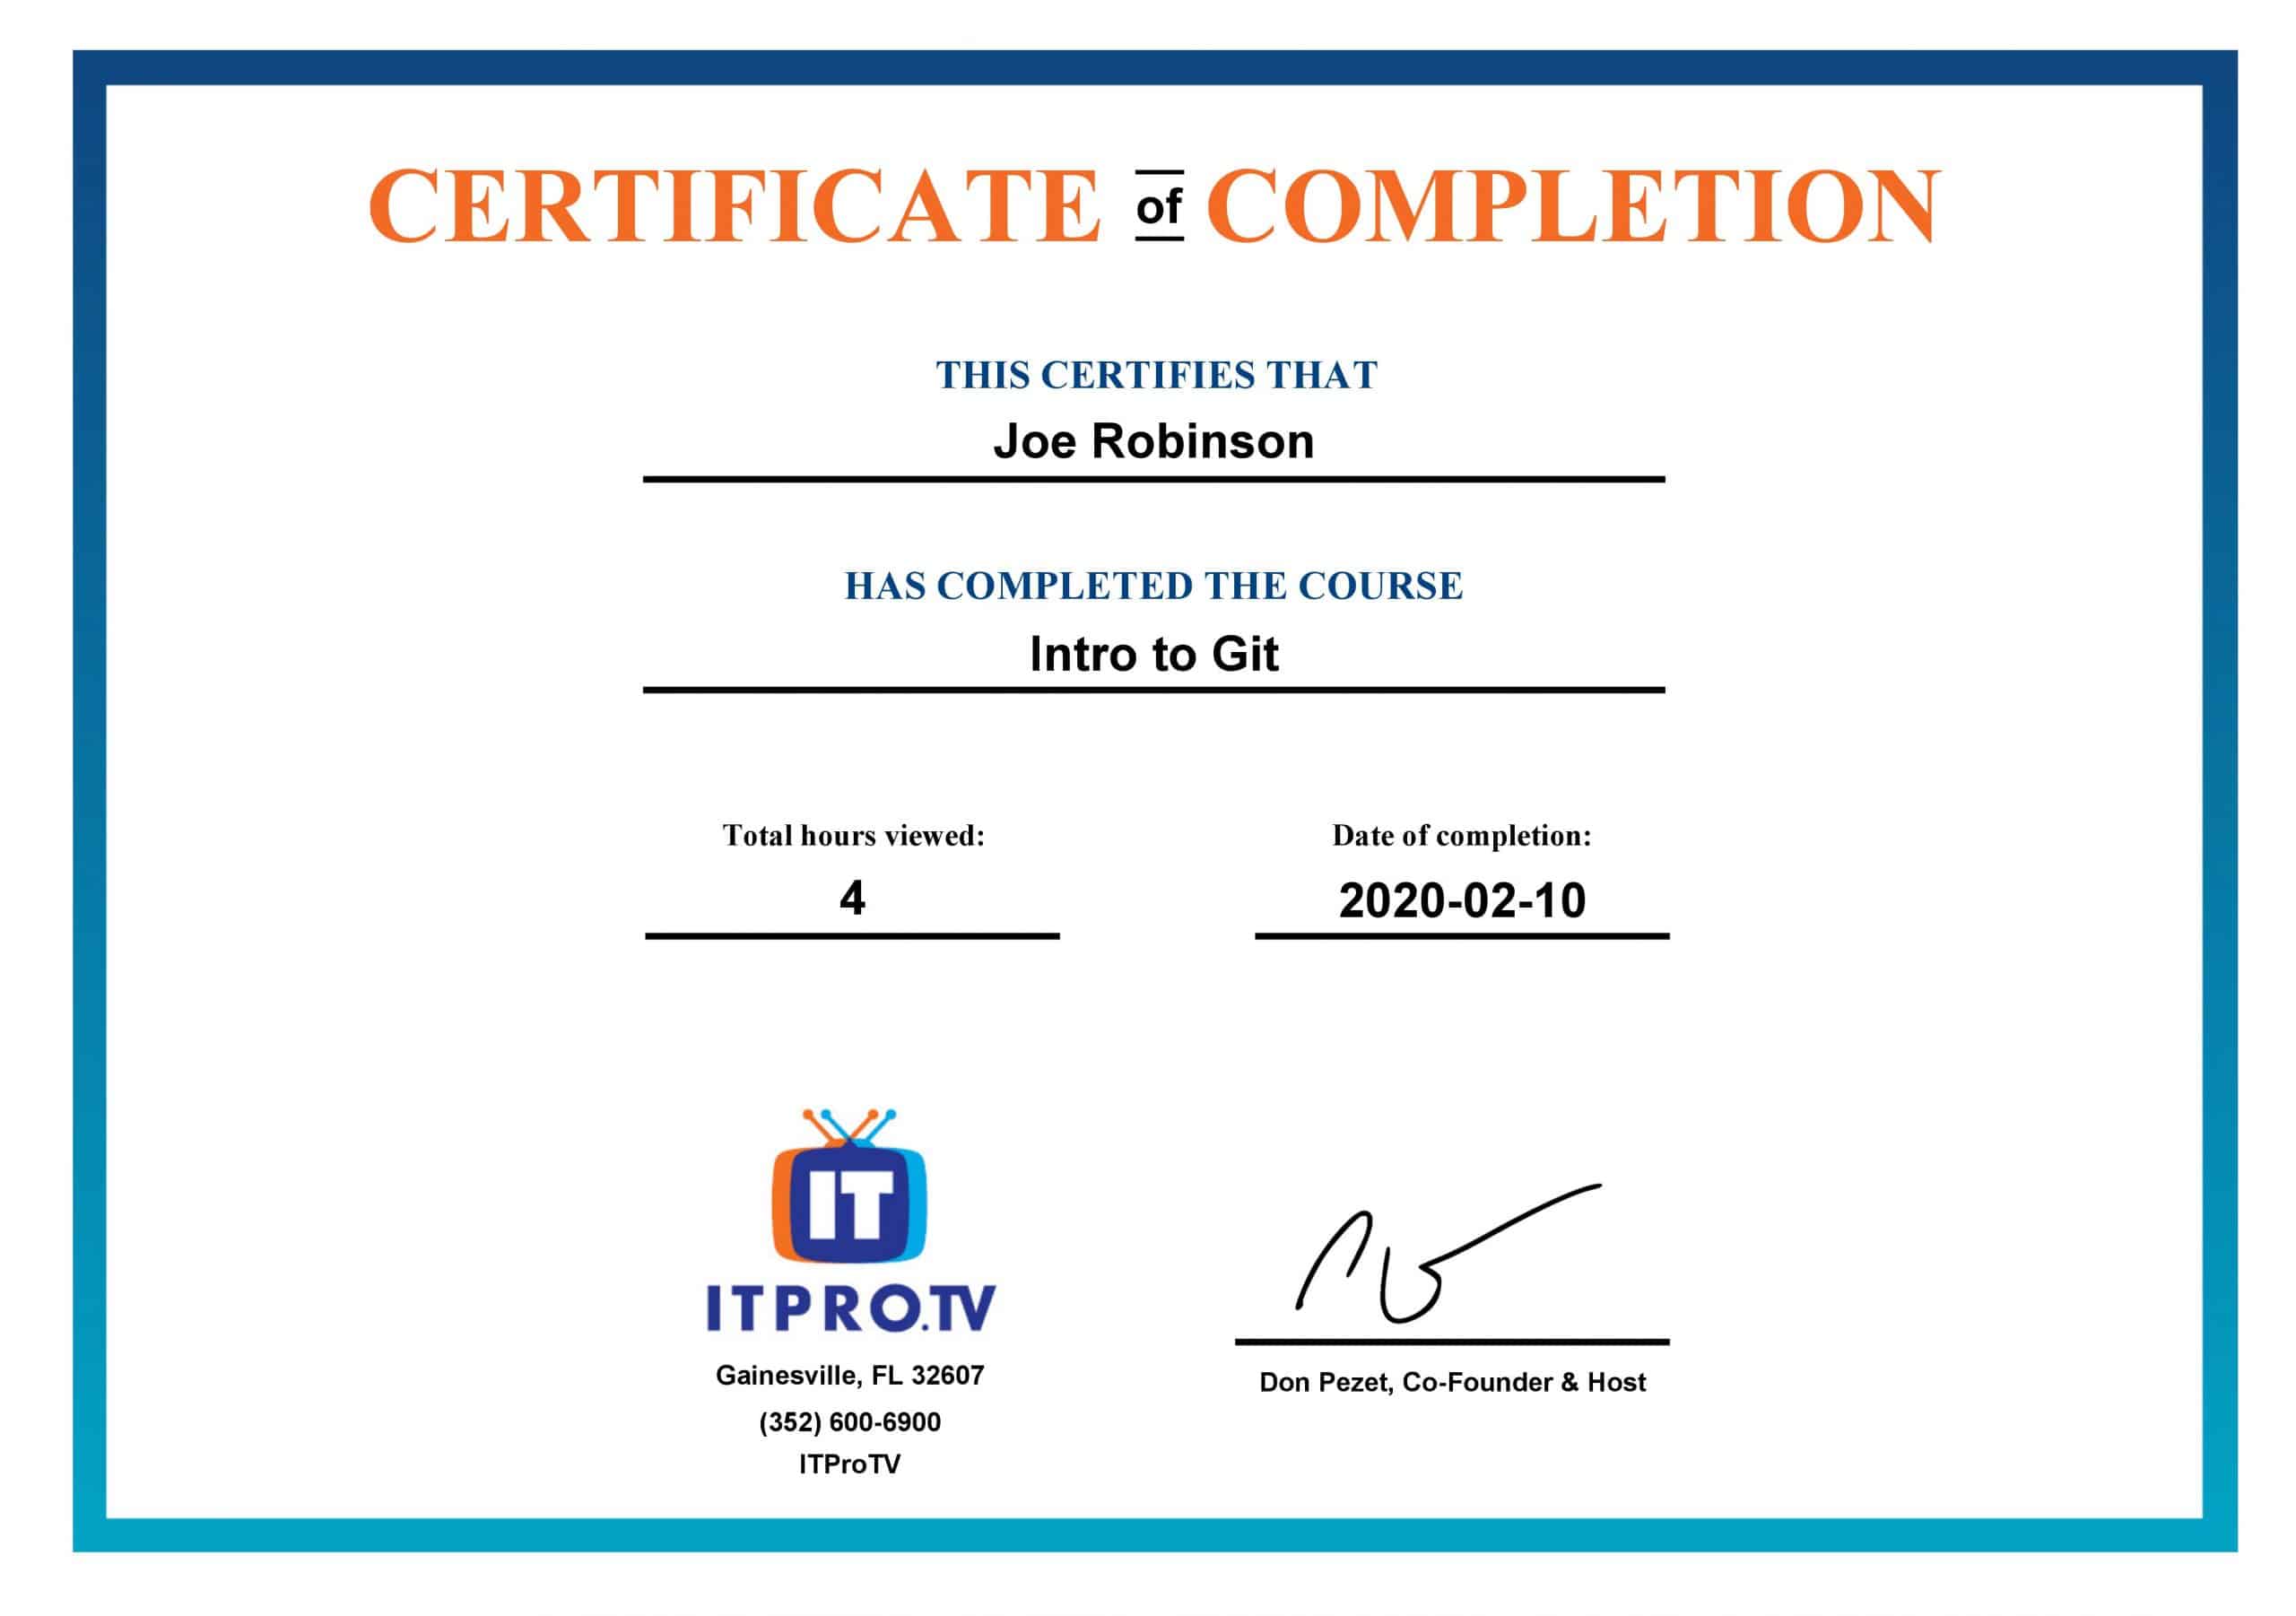 CERTIFICATE of COMPLETION
THIS CERTIFIES THAT
Joe Robinson
HAS COMPLETED THE COURSE
Intro to Git
Total hours viewed:
4
Date of completion:
2020-02-10
IT
ITPRO.TV
Gainesville, FL 32607
(352) 600-6900
ITProTV
Don Pezet, Co-Founder & Host